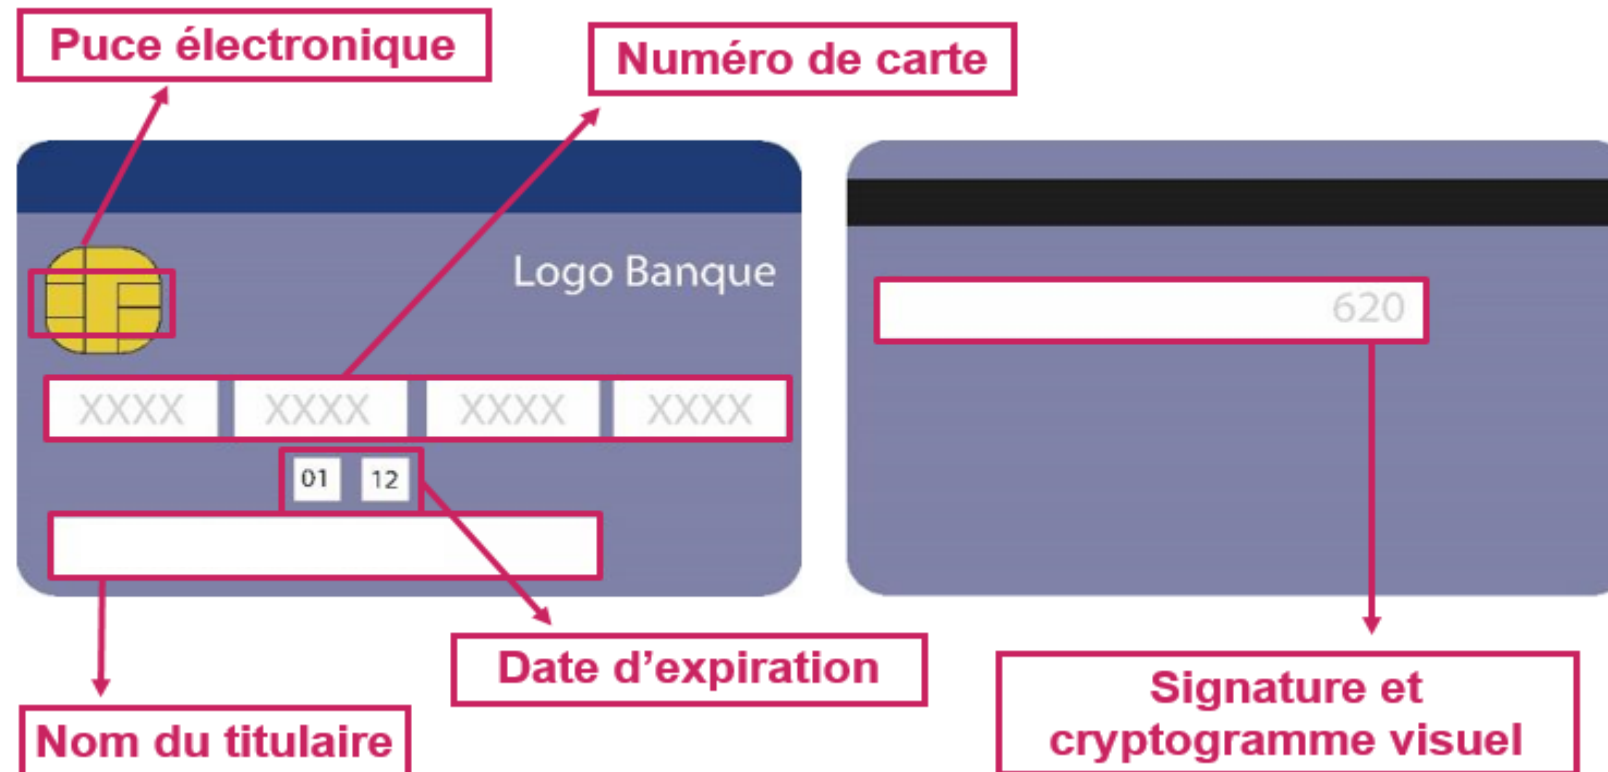 Puce électronique
Numéro de carte
Logo Banque
620
XXXX XXXX XXXX XXXX
01 12
Date d’expiration
Signature et
cryptogramme visuel
Nom du titulaire